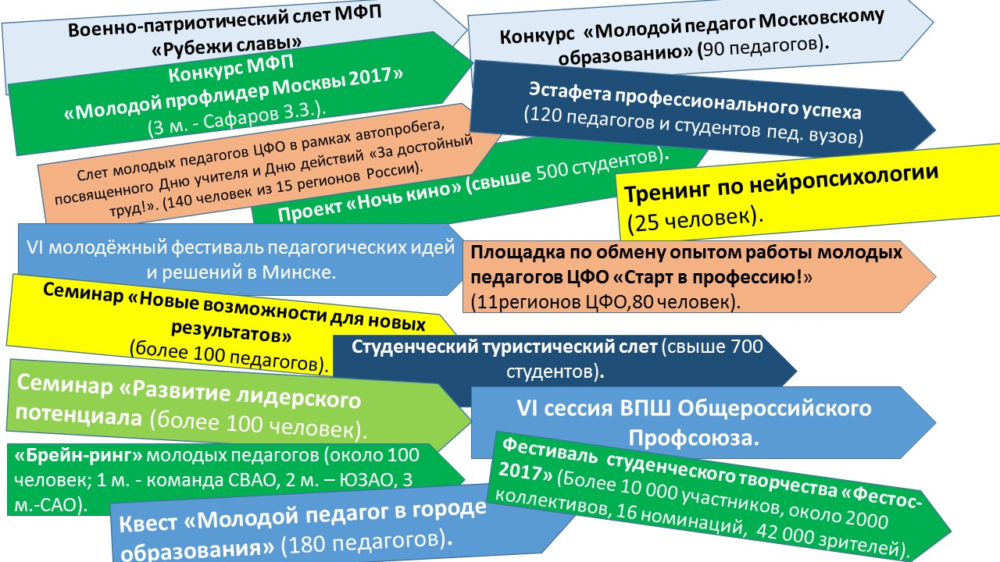 Военно-патриотический слет МФП
«Рубежи славы»
Конкурс «Молодой педагог Московскому
образованию» (90 педагогов).
Конкурс МФП
«Молодой профлидер Москвы 2017»
(3 м. - Сафаров З.З.).
Эстафета профессионального успеха
(120 педагогов и студентов пед. вузов)
Слет молодых педагогов ЦФО в рамках автопробега,
посвященного Дню учителя и Дню действий «За достойный
труд!». (140 человек из 15 регионов России).
Проект «Ночь кино» (свыше 500 студентов).
Тренинг по нейропсихологии
(25 человек).
VI молодёжный фестиваль педагогических идей
и решений в Минске.
Площадка по обмену опытом работы молодых
педагогов ЦФО «Старт в профессию!»
(11регионов ЦФО,80 человек).
Семинар «Новые возможности для новых
результатов»
(более 100 педагогов).
Студенческий туристический слет (свыше 700
студентов).
Семинар «Развитие лидерского
потенциала (более 100 человек).
VI сессия ВПШ Общероссийского
Профсоюза.
«Брейн-ринг» молодых педагогов (около 100
человек; 1 м. - команда СВАО, 2 м. – ЮЗАО, 3
м.-САО).
Фестиваль студенческого творчества «Фестос-
2017» (Более 10 000 участников, около 2000
коллективов, 16 номинаций, 42 000 зрителей).
Квест «Молодой педагог в городе
образования» (180 педагогов).